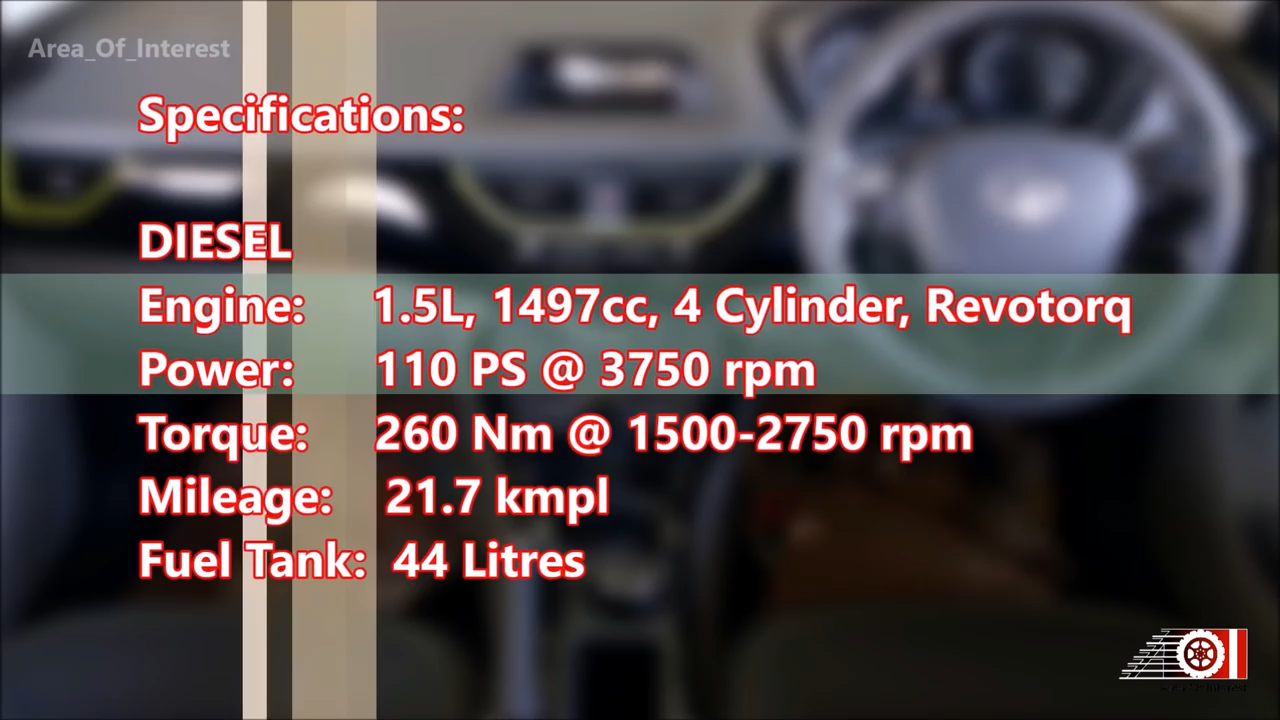 Area_Of_Interest
Specifications:
DIESEL
Engine: 1.5L, 1497cc, 4 Cylinder, Revotorq
Power: 110 PS @ 3750 rpm
Torque: 260 Nm @ 1500-2750 rpm
Mileage: 21.7 kmpl
Fuel Tank: 44 Litres